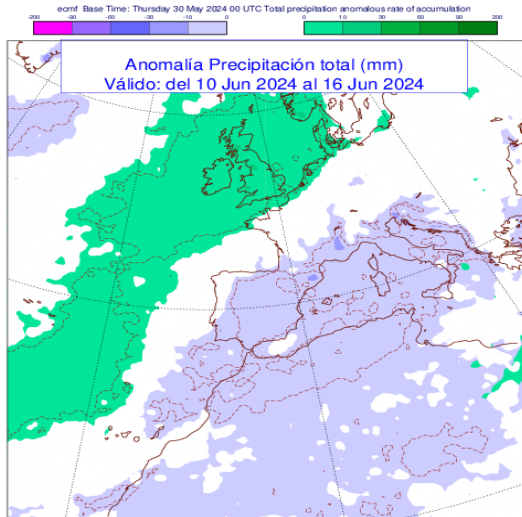 ecmf Base Time: Thursday 30 May 2024 00 UTC Total precipitation anomalous rate of accumulation
-200 -90 -60 -30 -10 0 0 10 30 60 90 200
Anomalía Precipitación total (mm)
Válido: del 10 Jun 2024 al 16 Jun 2024